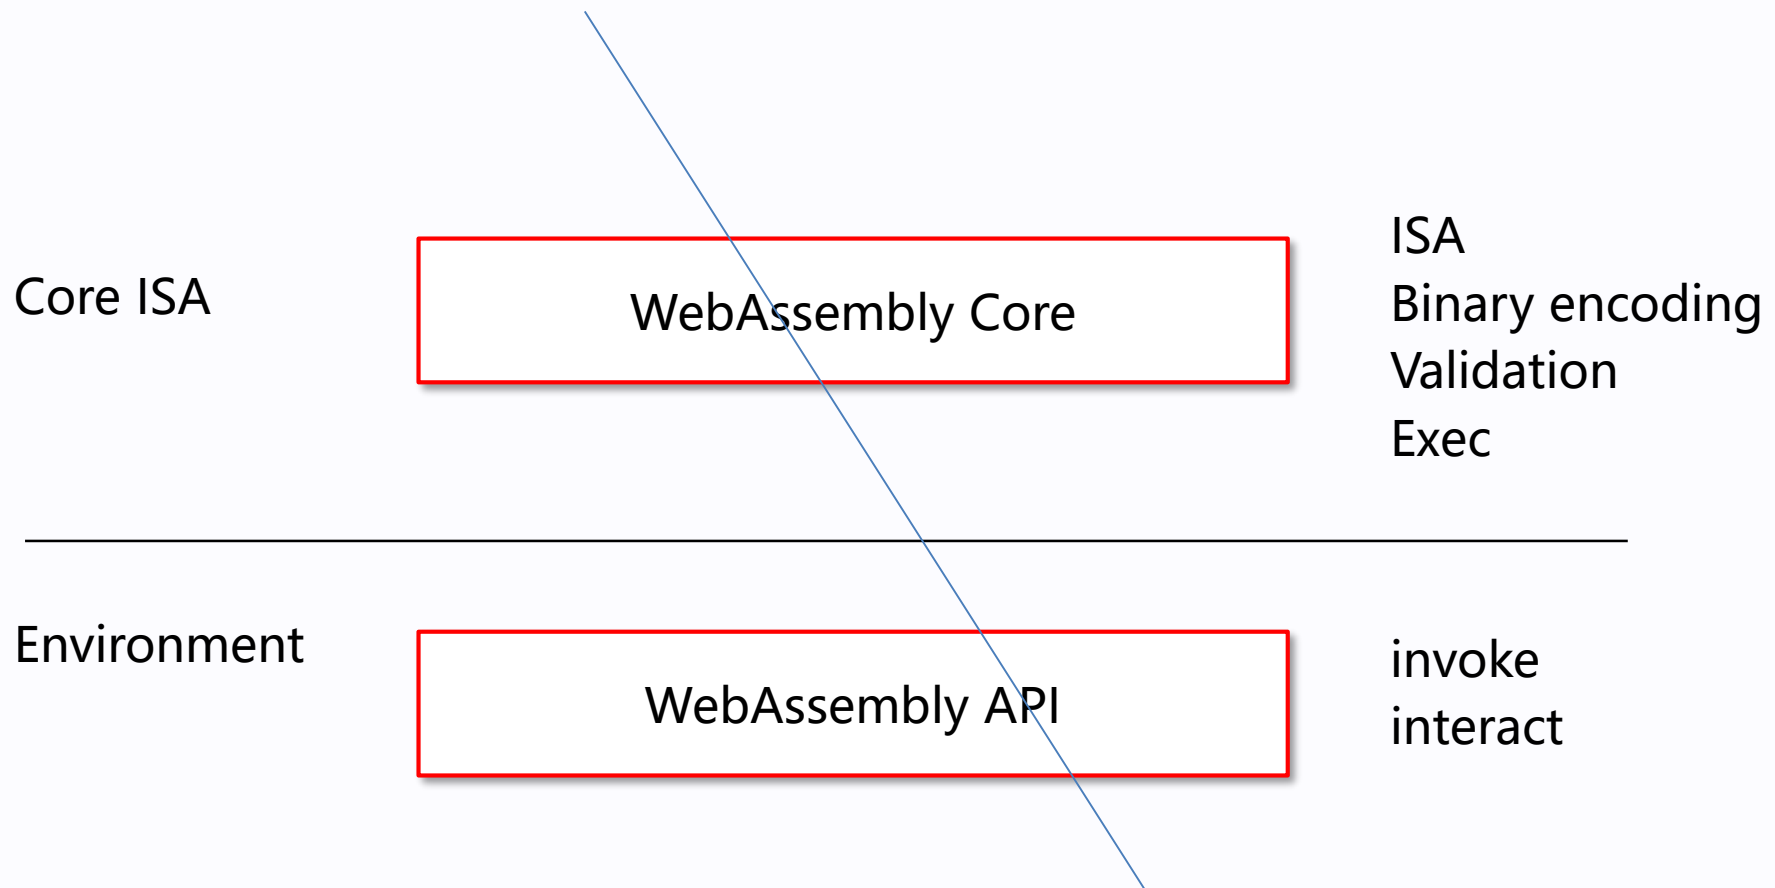 Core ISA
WebAssembly Core
ISA
Binary encoding
Validation
Exec
Environment
WebAssembly API
invoke
interact